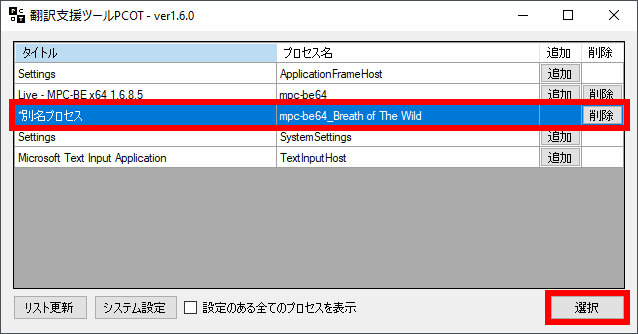 PCOT 翻訳支援ツールPCOT - ver1.6.0
タイトル プロセス名 追加 削除
Settings ApplicationFrameHost 追加
Live - MPC-BE x64 1.6.8.5 mpc-be64 追加 削除
*別名プロセス mpc-be64_Breath of The Wild 削除
Settings SystemSettings 追加
Microsoft Text Input Application TextInputHost 追加
リスト更新 システム設定 設定のある全てのプロセスを表示 選択